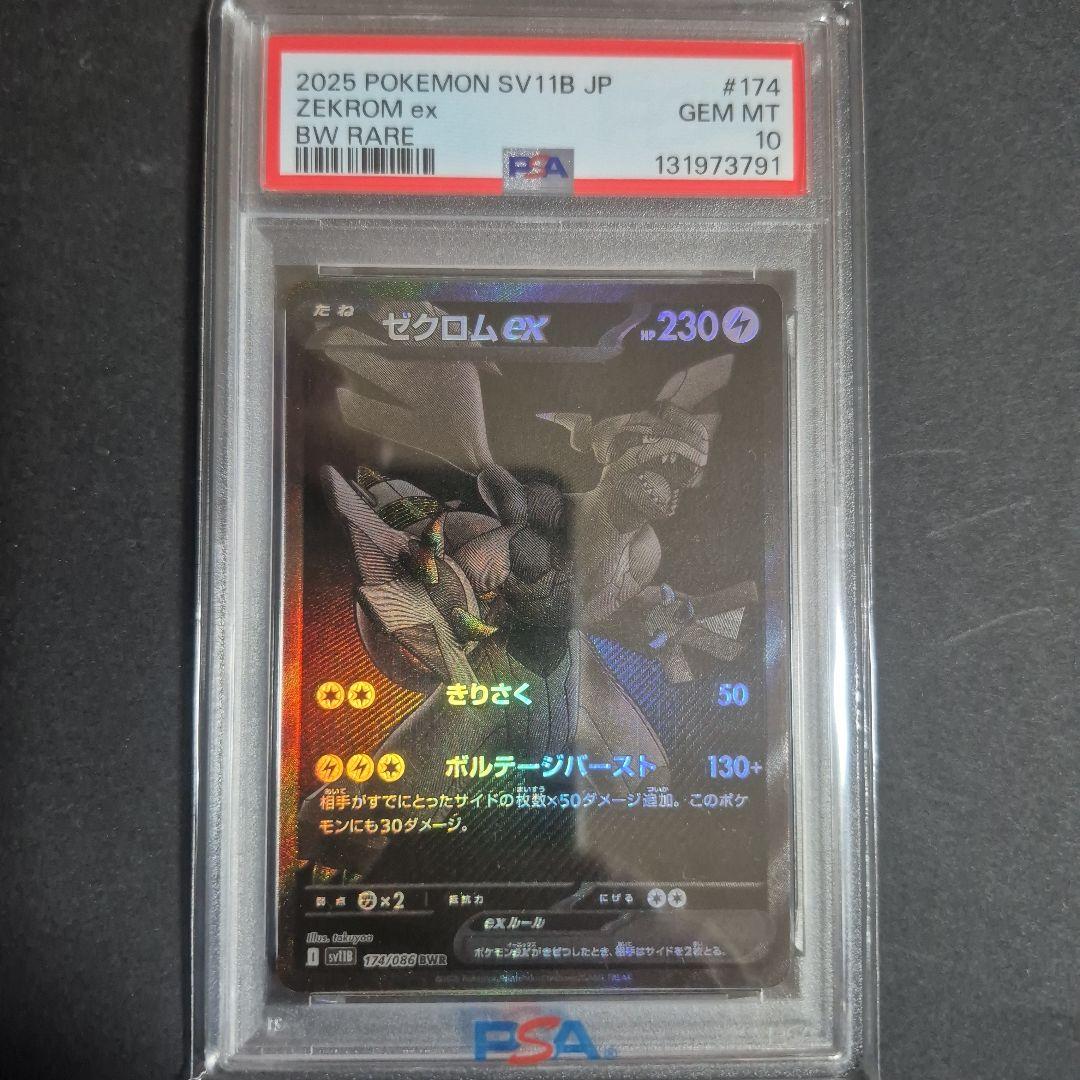 2025 POKEMON SV11B JP #174
ZEKROM ex GEM MT
BW RARE 10
PSA 131973791
たね ゼクロムex HP 230
きりさく 50
ボルテージバースト 130+
相手がすでにとったサイドの枚数×50ダメージ追加。このポケ
モンにも30ダメージ。
弱点 ×2 抵抗力 にげる
exルール
ポケモンexがきぜつしたとき、相手はサイドを2枚とる。
Illus. takuyoa
I sv11B 174/086 BWR
PSA